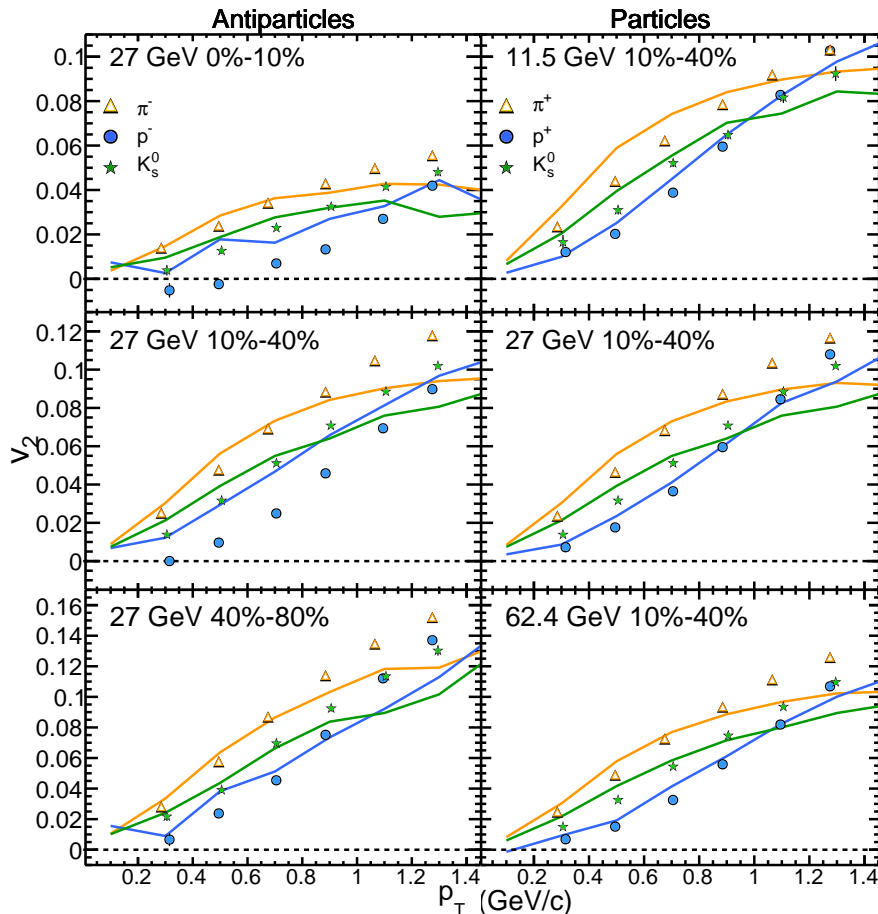 Antiparticles Particles
27 GeV 0%-10% 11.5 GeV 10%-40%
π⁻ π⁺
p⁻ p⁺
K⁰ₛ K⁰ₛ
0.1
0.08
0.06
0.04
0.02
0
27 GeV 10%-40% 27 GeV 10%-40%
0.12
0.1
0.08
0.06
0.04
0.02
0
v₂
27 GeV 40%-80% 62.4 GeV 10%-40%
0.16
0.14
0.12
0.1
0.08
0.06
0.04
0.02
0
0.2 0.4 0.6 0.8 1 1.2 1.4 0.2 0.4 0.6 0.8 1 1.2 1.4
p_T (GeV/c)